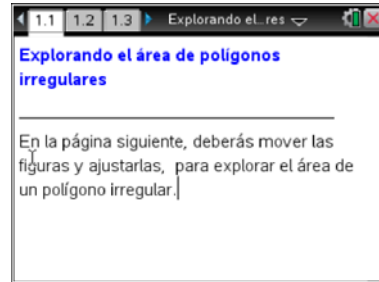 1.1 1.2 1.3 Explorando el...res
Explorando el área de polígonos
irregulares
En la página siguiente, deberás mover las
figuras y ajustarlas, para explorar el área de
un polígono irregular.